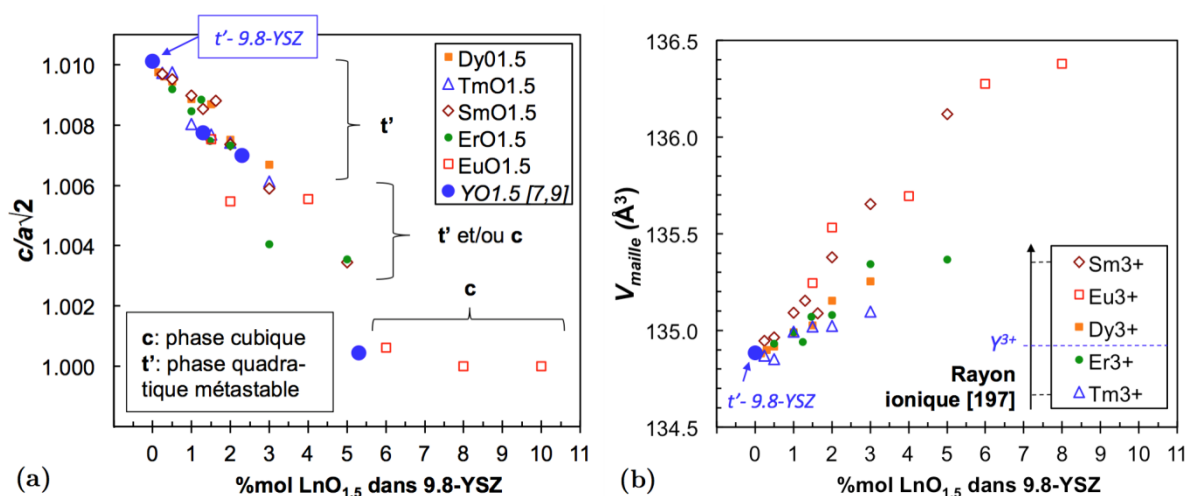 t'- 9.8-YSZ
1.010
1.008
1.006
1.004
1.002
1.000
c/a√2
Dy01.5
TmO1.5
SmO1.5
ErO1.5
EuO1.5
YO1.5 [7,9]
t'
t' et/ou c
c
c: phase cubique
t': phase quadra-
tique métastable
0 1 2 3 4 5 6 7 8 9 10 11
(a)
%mol LnO1.5 dans 9.8-YSZ
136.5
136.0
135.5
135.0
134.5
Vmaille (Å3)
t'- 9.8-YSZ
Rayon
ionique [197]
Sm3+
Eu3+
Dy3+
Y3+
Er3+
Tm3+
0 1 2 3 4 5 6 7 8 9 10 11
(b)
%mol LnO1.5 dans 9.8-YSZ